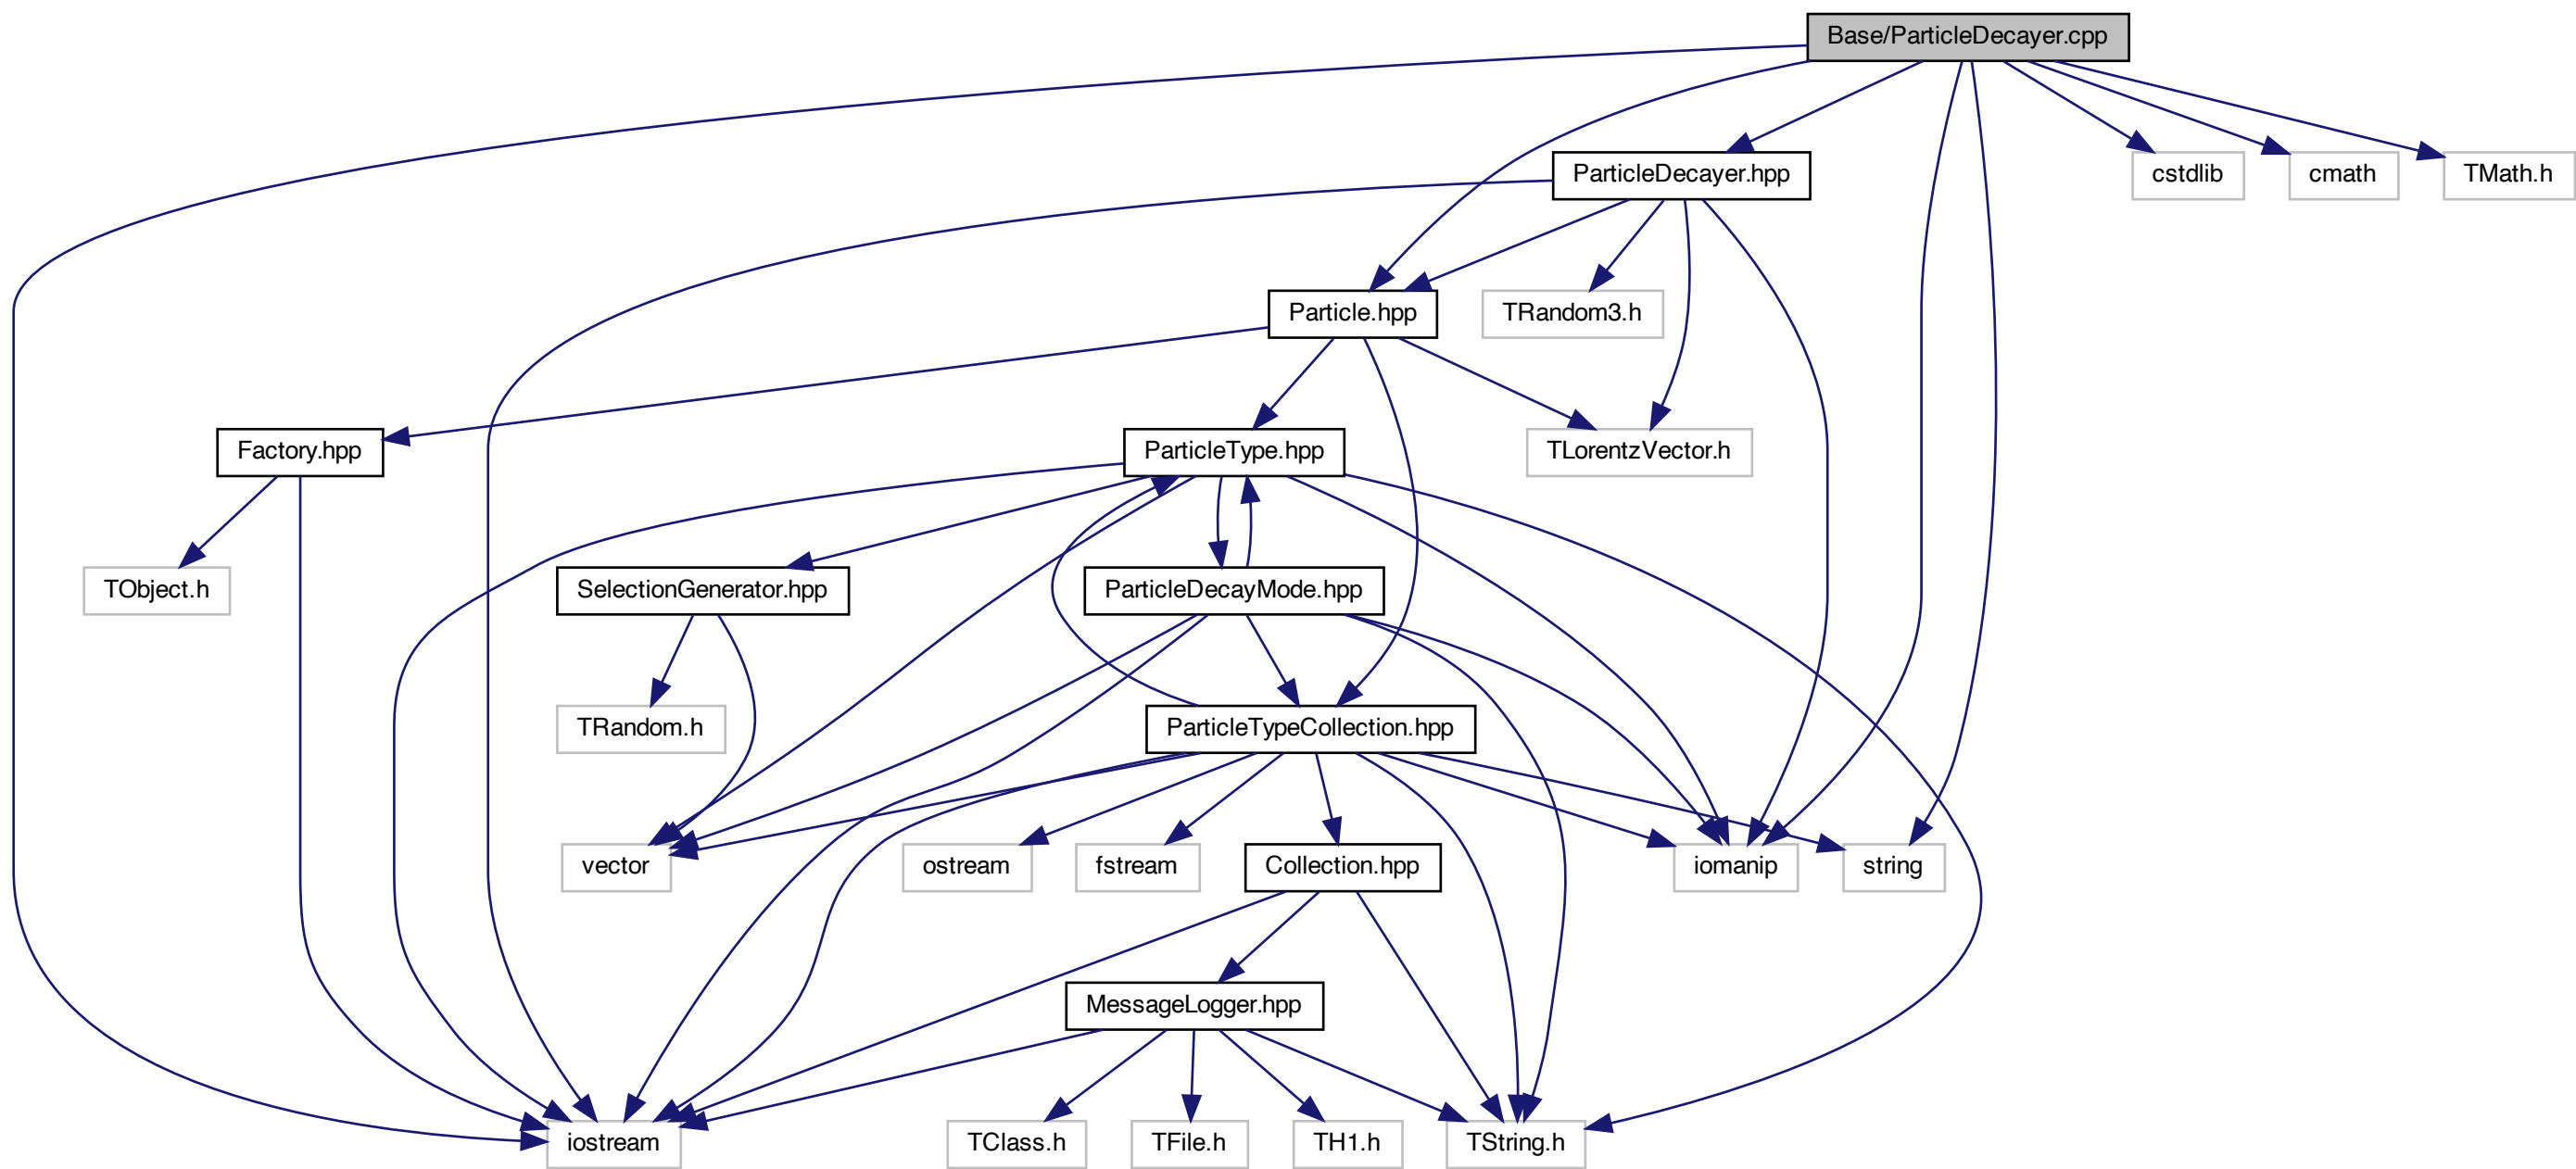 Base/ParticleDecayer.cpp
ParticleDecayer.hpp
cstdlib
cmath
TMath.h
Particle.hpp
TRandom3.h
Factory.hpp
ParticleType.hpp
TLorentzVector.h
TObject.h
SelectionGenerator.hpp
ParticleDecayMode.hpp
TRandom.h
ParticleTypeCollection.hpp
vector
ostream
fstream
Collection.hpp
iomanip
string
MessageLogger.hpp
iostream
TClass.h
TFile.h
TH1.h
TString.h